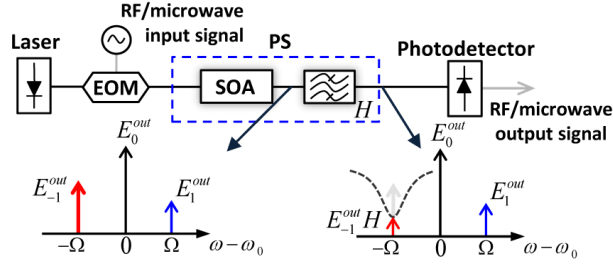 RF/microwave
input signal
Laser
PS
Photodetector
EOM
SOA
H
RF/microwave
output signal
E_0^{out}
E_{-1}^{out}
E_1^{out}
−Ω 0 Ω ω−ω_0
E_0^{out}
E_{-1}^{out} H
E_1^{out}
−Ω 0 Ω ω−ω_0